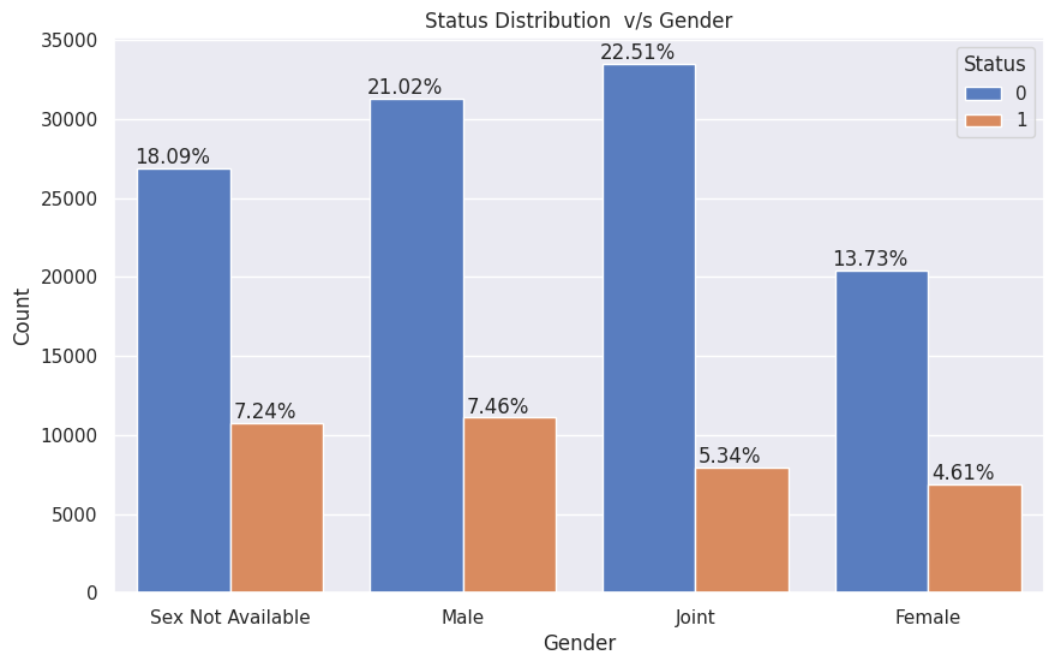 Status Distribution  v/s Gender
35000
30000
25000
20000
15000
10000
5000
0
Count
18.09%
7.24%
21.02%
7.46%
22.51%
5.34%
13.73%
4.61%
Status
0
1
Sex Not Available
Male
Joint
Female
Gender